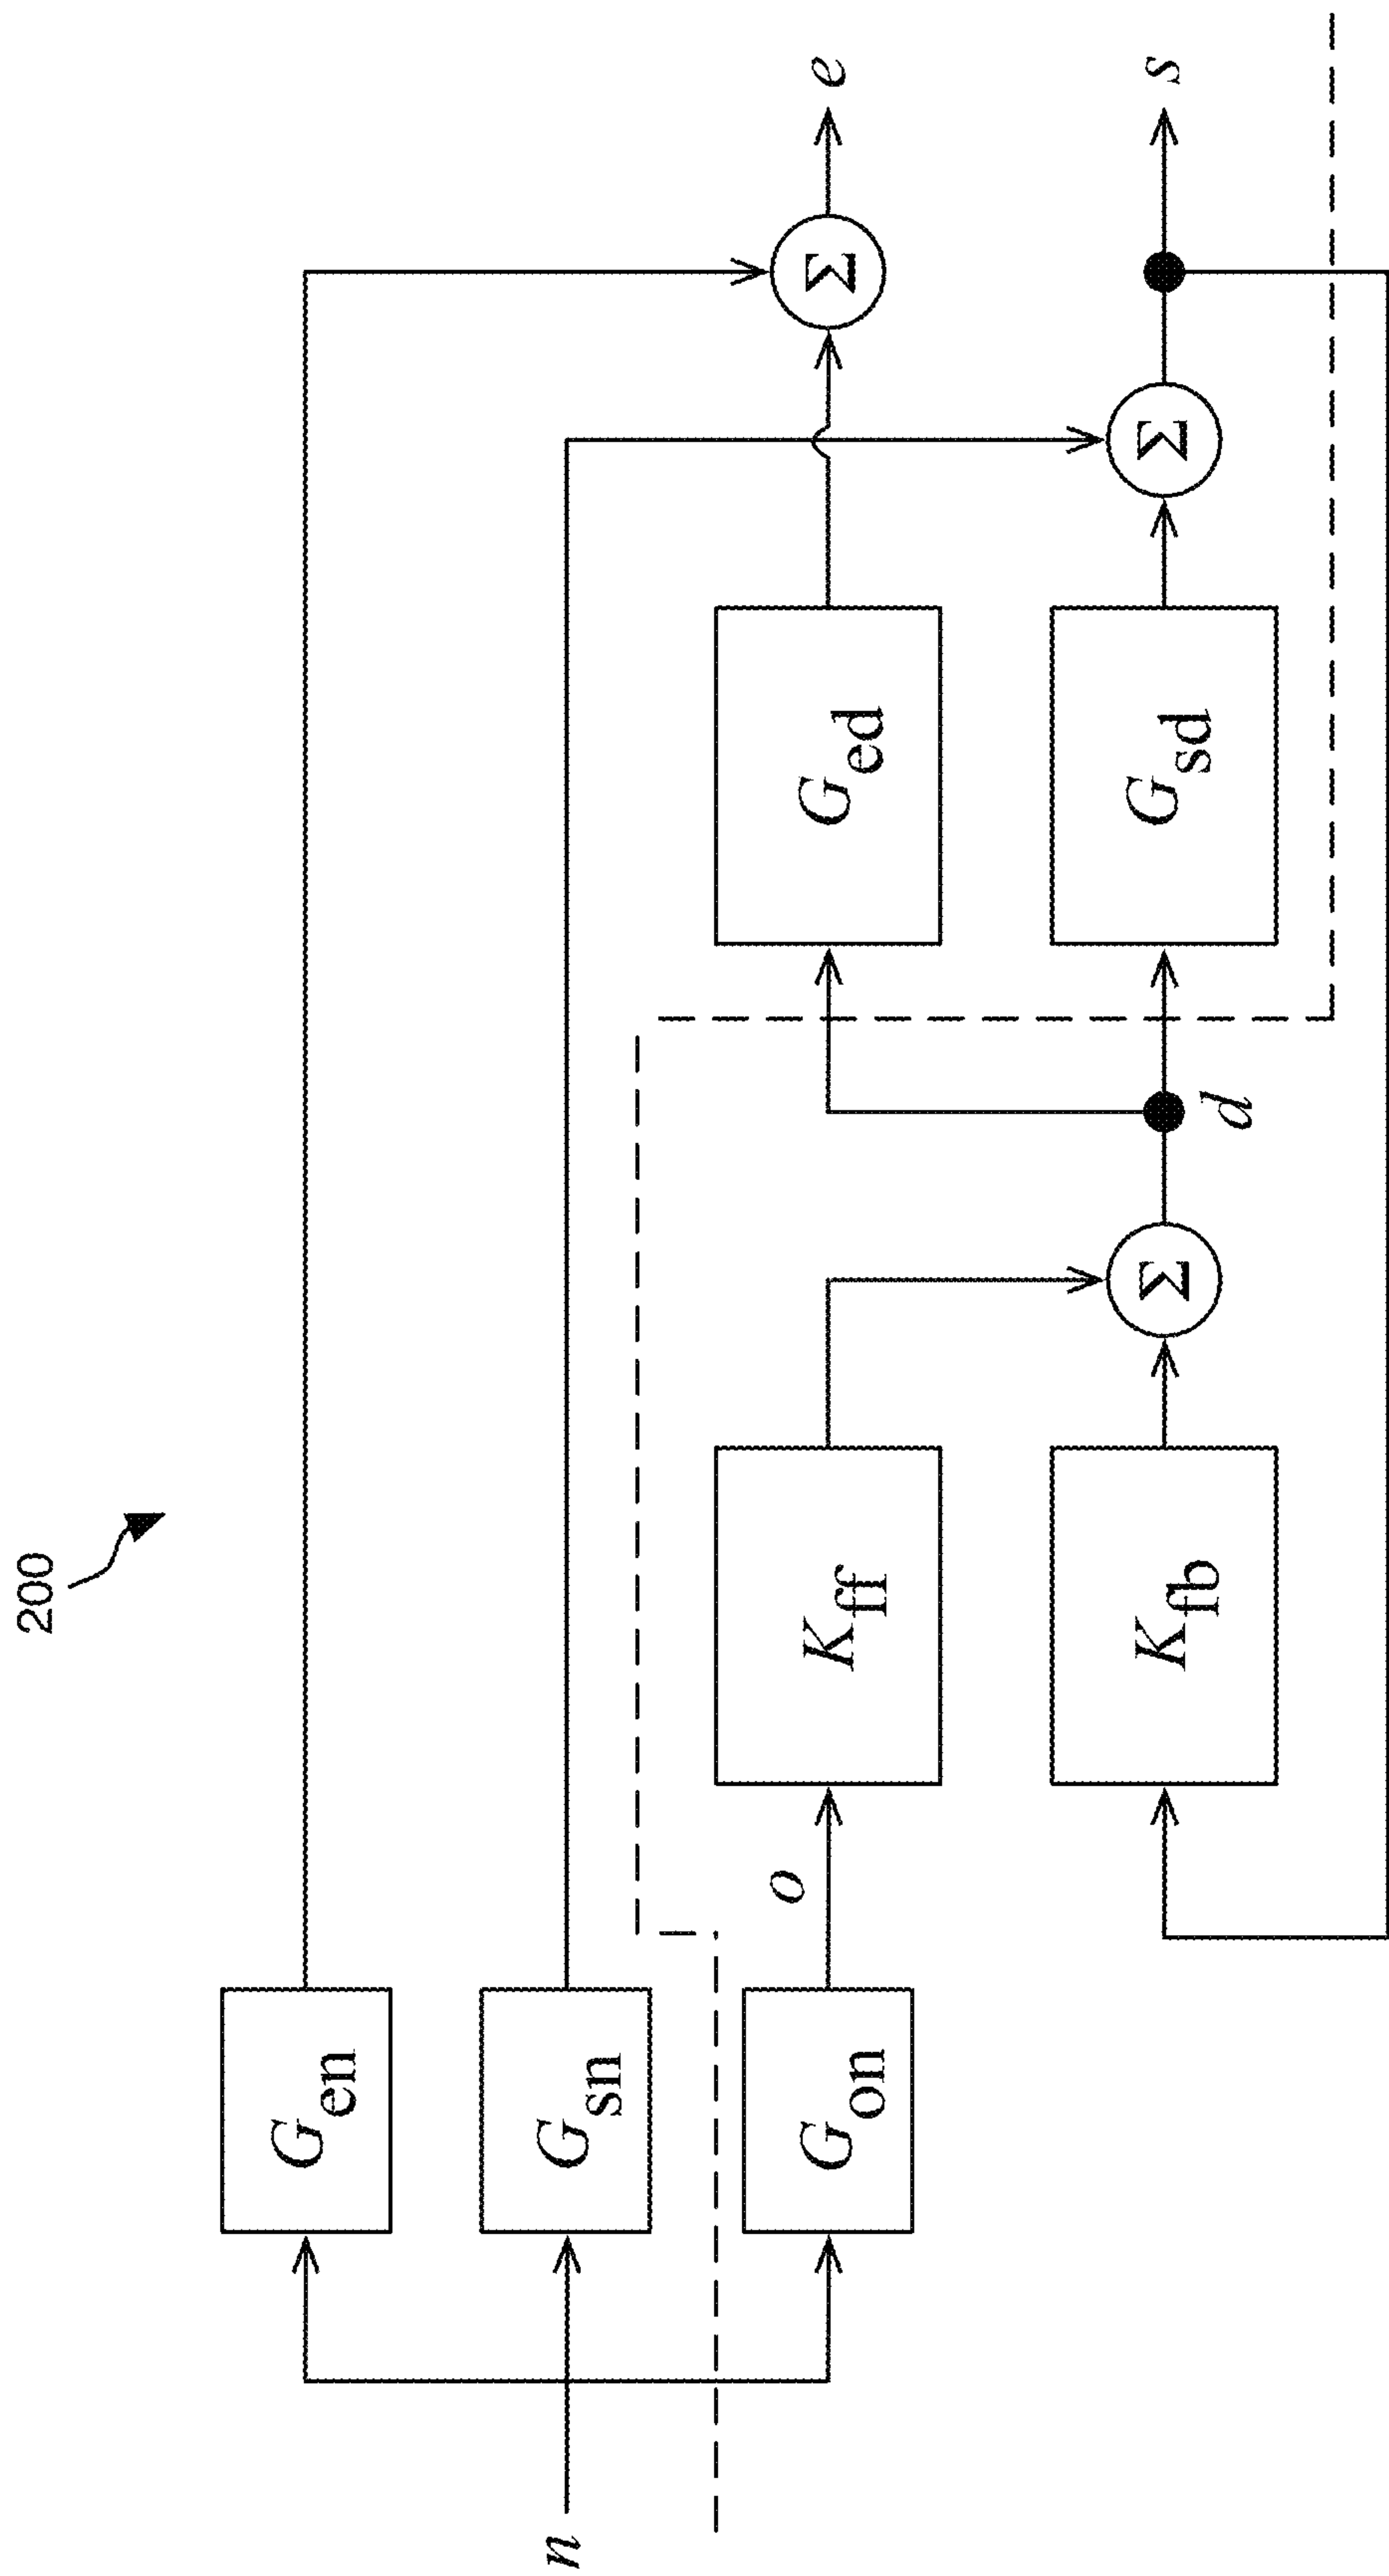 200
n
G_en
G_sn
G_on
o
K_ff
K_fb
Σ
d
G_ed
G_sd
Σ
Σ
e
s